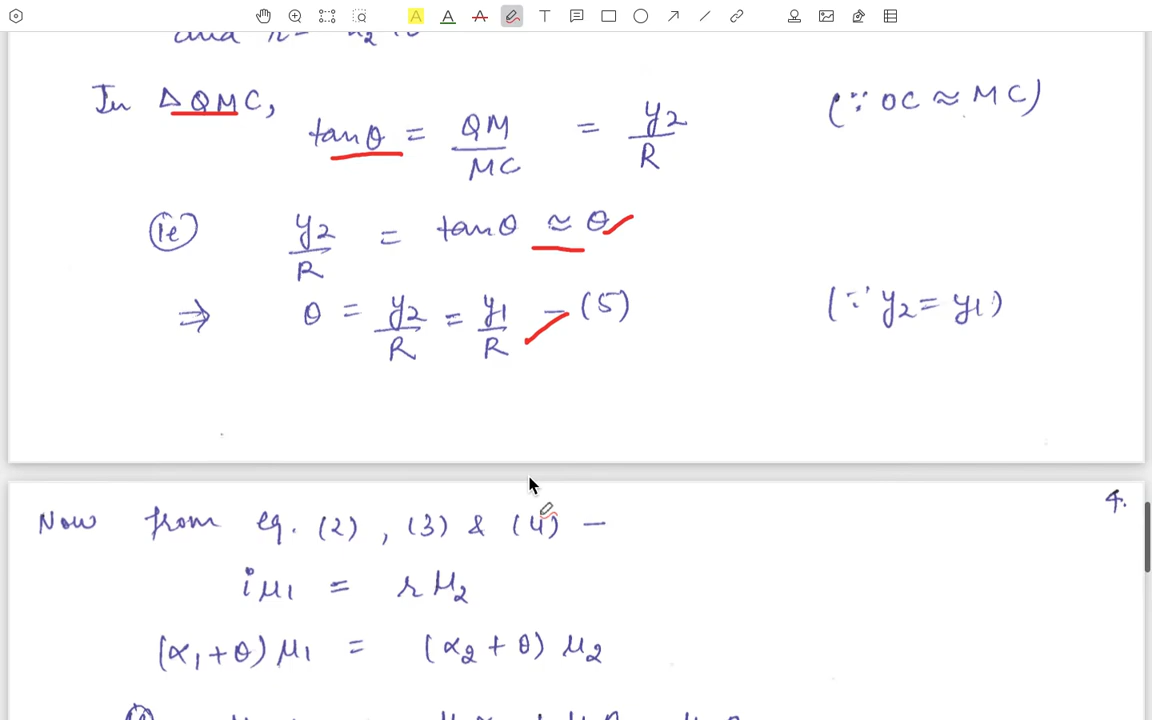 In Δ QMC,
tanθ = QM/MC = y₂/R (∵ OC ≈ MC)
ie y₂/R = tanθ ≈ θ
⇒ θ = y₂/R = y₁/R – (5) (∵ y₂ = y₁)
4.
Now from eq. (2), (3) & (4) –
iμ₁ = rμ₂
(α₁+θ) μ₁ = (α₂ + θ) μ₂